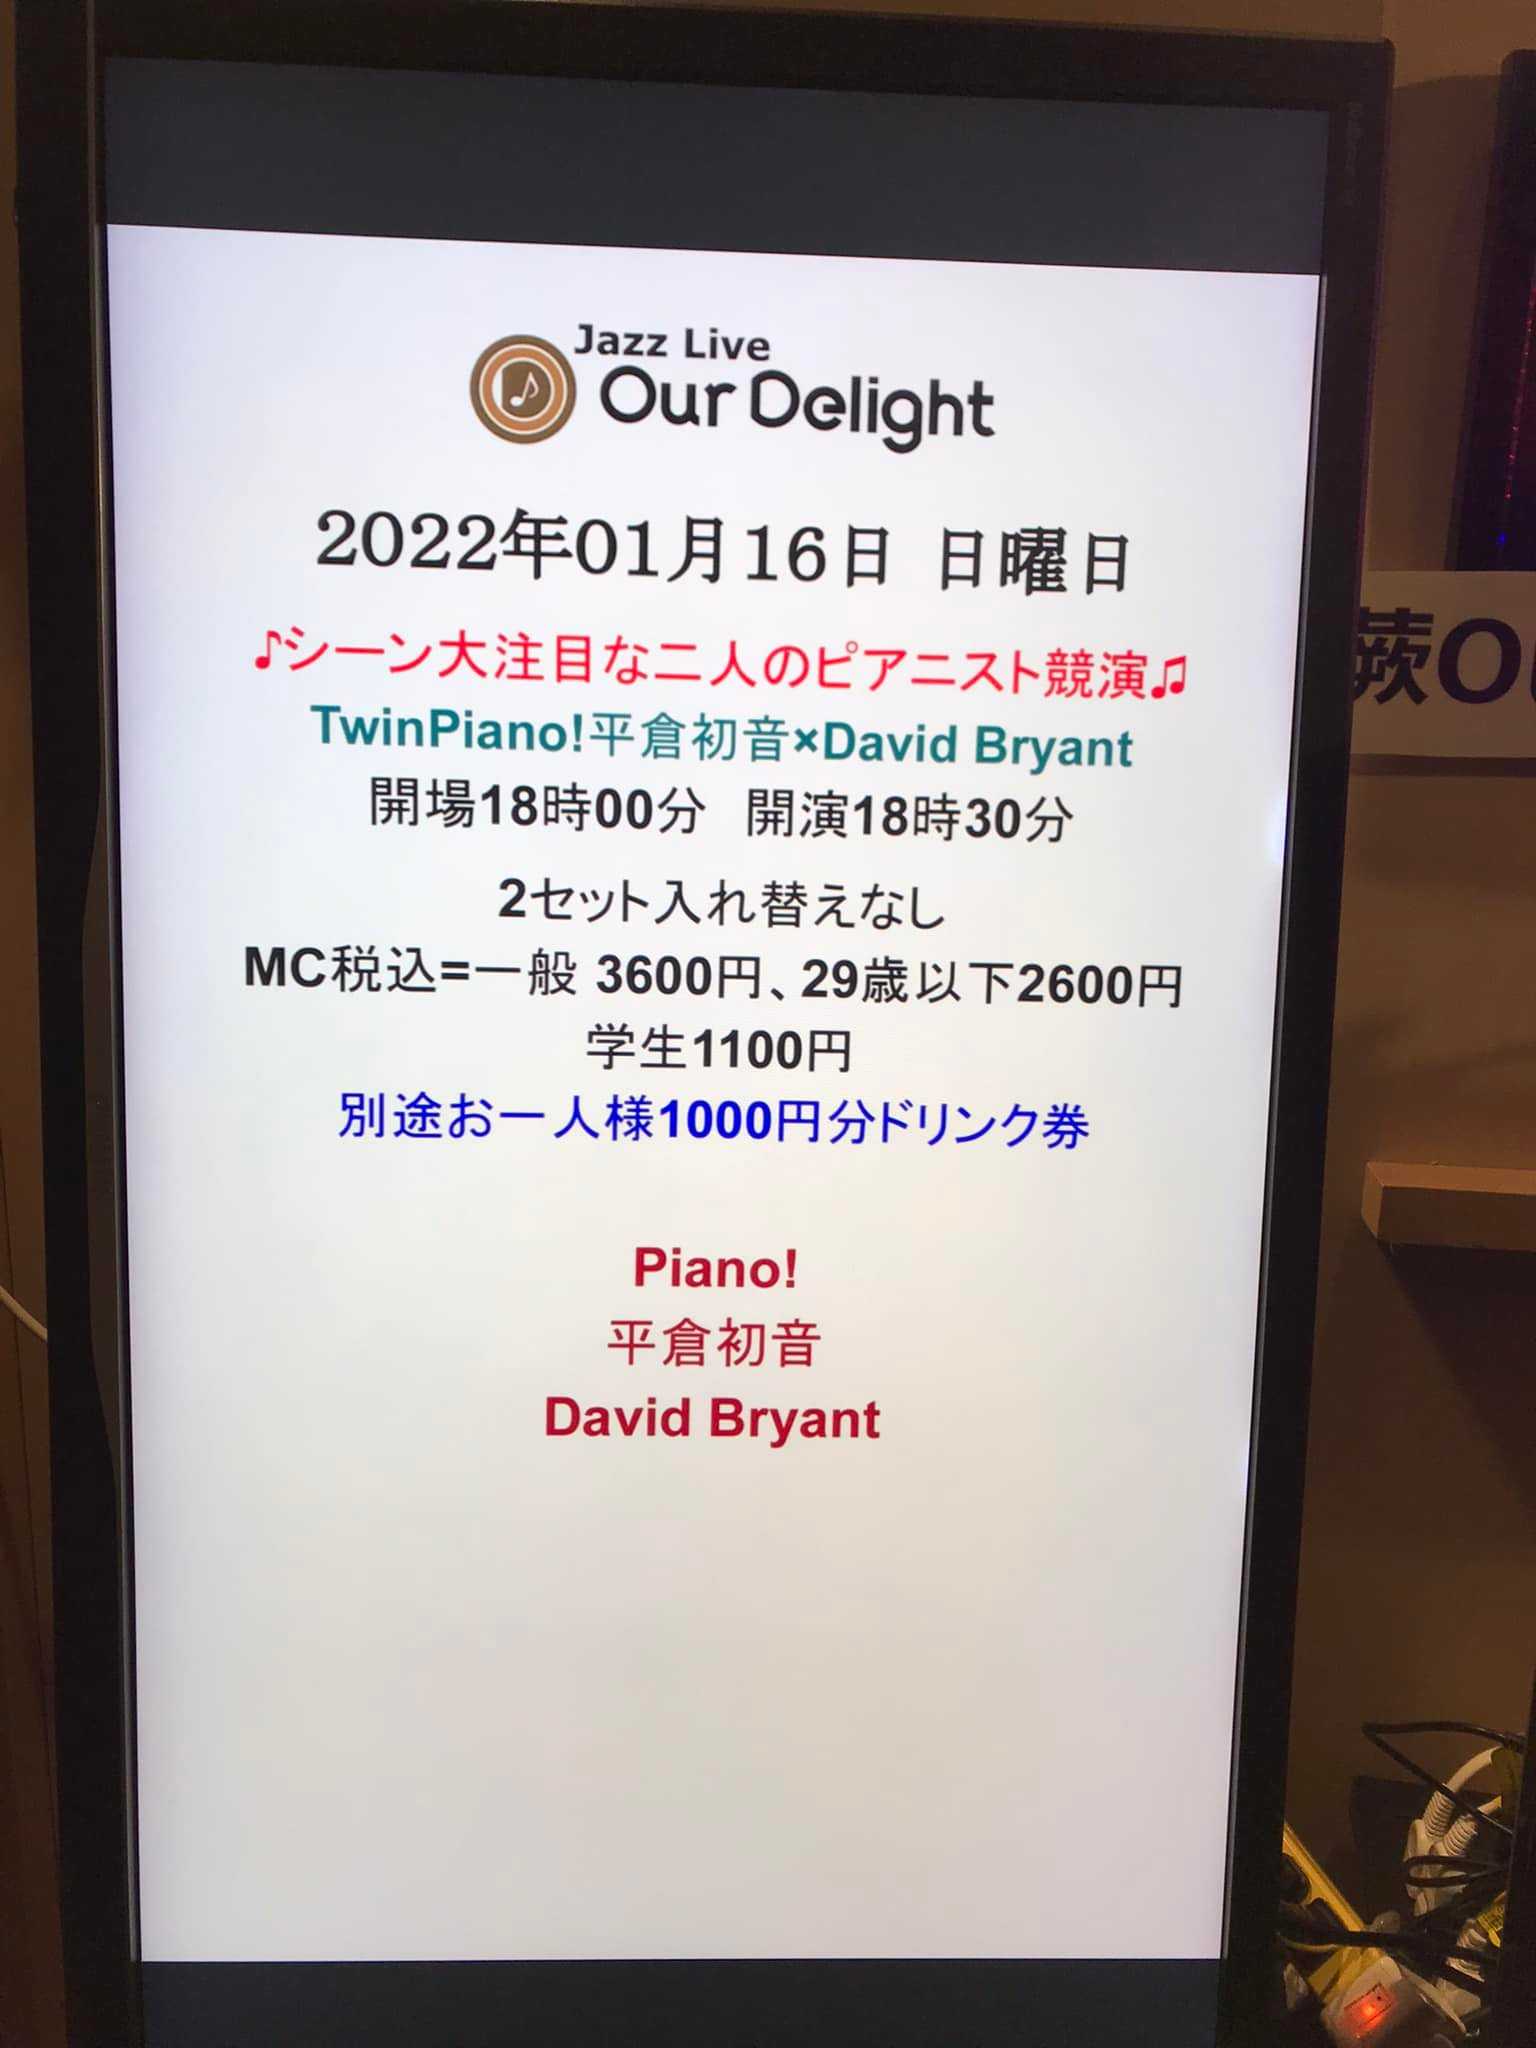 Jazz Live
Our Delight
2022年01月16日 日曜日
♪シーン大注目な二人のピアニスト競演♫
TwinPiano!平倉初音×David Bryant
開場18時00分　開演18時30分
2セット入れ替えなし
MC税込=一般 3600円、29歳以下2600円
学生1100円
別途お一人様1000円分ドリンク券
Piano!
平倉初音
David Bryant
蕨O